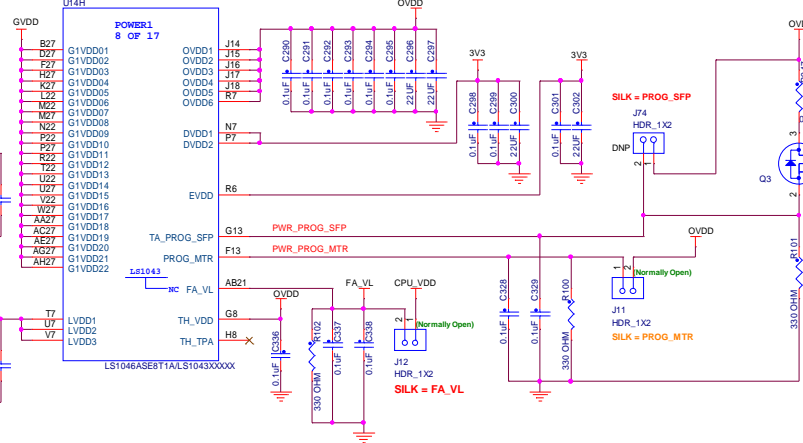 U14H
GVDD
POWER1
8 OF 17
B27
D27
F27
H27
K27
L22
M22
M27
N22
P22
P27
R22
T22
U22
U27
V22
W27
AA27
AC27
AE27
AG27
AH27
G1VDD01
G1VDD02
G1VDD03
G1VDD04
G1VDD05
G1VDD06
G1VDD07
G1VDD08
G1VDD09
G1VDD10
G1VDD11
G1VDD12
G1VDD13
G1VDD14
G1VDD15
G1VDD16
G1VDD17
G1VDD18
G1VDD19
G1VDD20
G1VDD21
G1VDD22
T7
U7
V7
LVDD1
LVDD2
LVDD3
OVDD1
OVDD2
OVDD3
OVDD4
OVDD5
OVDD6
J14
J15
J16
J17
J18
R7
DVDD1
DVDD2
N7
P7
EVDD
R6
TA_PROG_SFP
G13
PWR_PROG_SFP
PROG_MTR
F13
PWR_PROG_MTR
LS1043
NC
FA_VL
AB21
TH_VDD
G8
TH_TPA
H8
LS1046ASE8T1A/LS1043XXXXX
OVDD
C290
C291
C292
C293
C294
C295
C296
C297
0.1uF
0.1uF
0.1uF
0.1uF
0.1uF
0.1uF
22UF
22UF
3V3
C298
C299
C300
0.1uF
0.1uF
22UF
3V3
C301
C302
0.1uF
22UF
SILK = PROG_SFP
J74
HDR_1X2
DNP
2
1
Q3
3
2
OVDD
C336
0.1uF
R102
330 OHM
FA_VL
C337
0.1uF
C338
0.1uF
CPU_VDD
2
1
(Normally Open)
J12
HDR_1X2
SILK = FA_VL
C328
0.1uF
C329
0.1uF
R100
330 OHM
OVDD
1
2
(Normally Open)
J11
HDR_1X2
SILK = PROG_MTR
R101
330 OHM